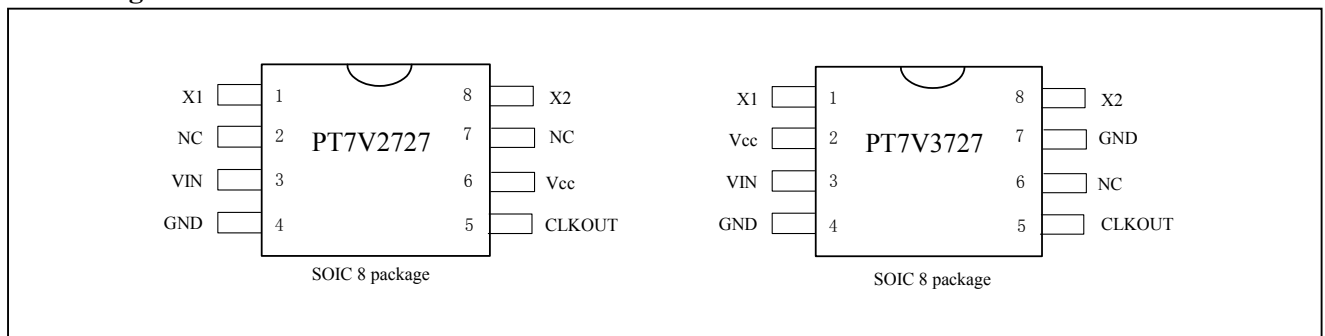 X1 1 8 X2
NC 2 PT7V2727 7 NC
VIN 3 6 Vcc
GND 4 5 CLKOUT
SOIC 8 package
X1 1 8 X2
Vcc 2 PT7V3727 7 GND
VIN 3 6 NC
GND 4 5 CLKOUT
SOIC 8 package